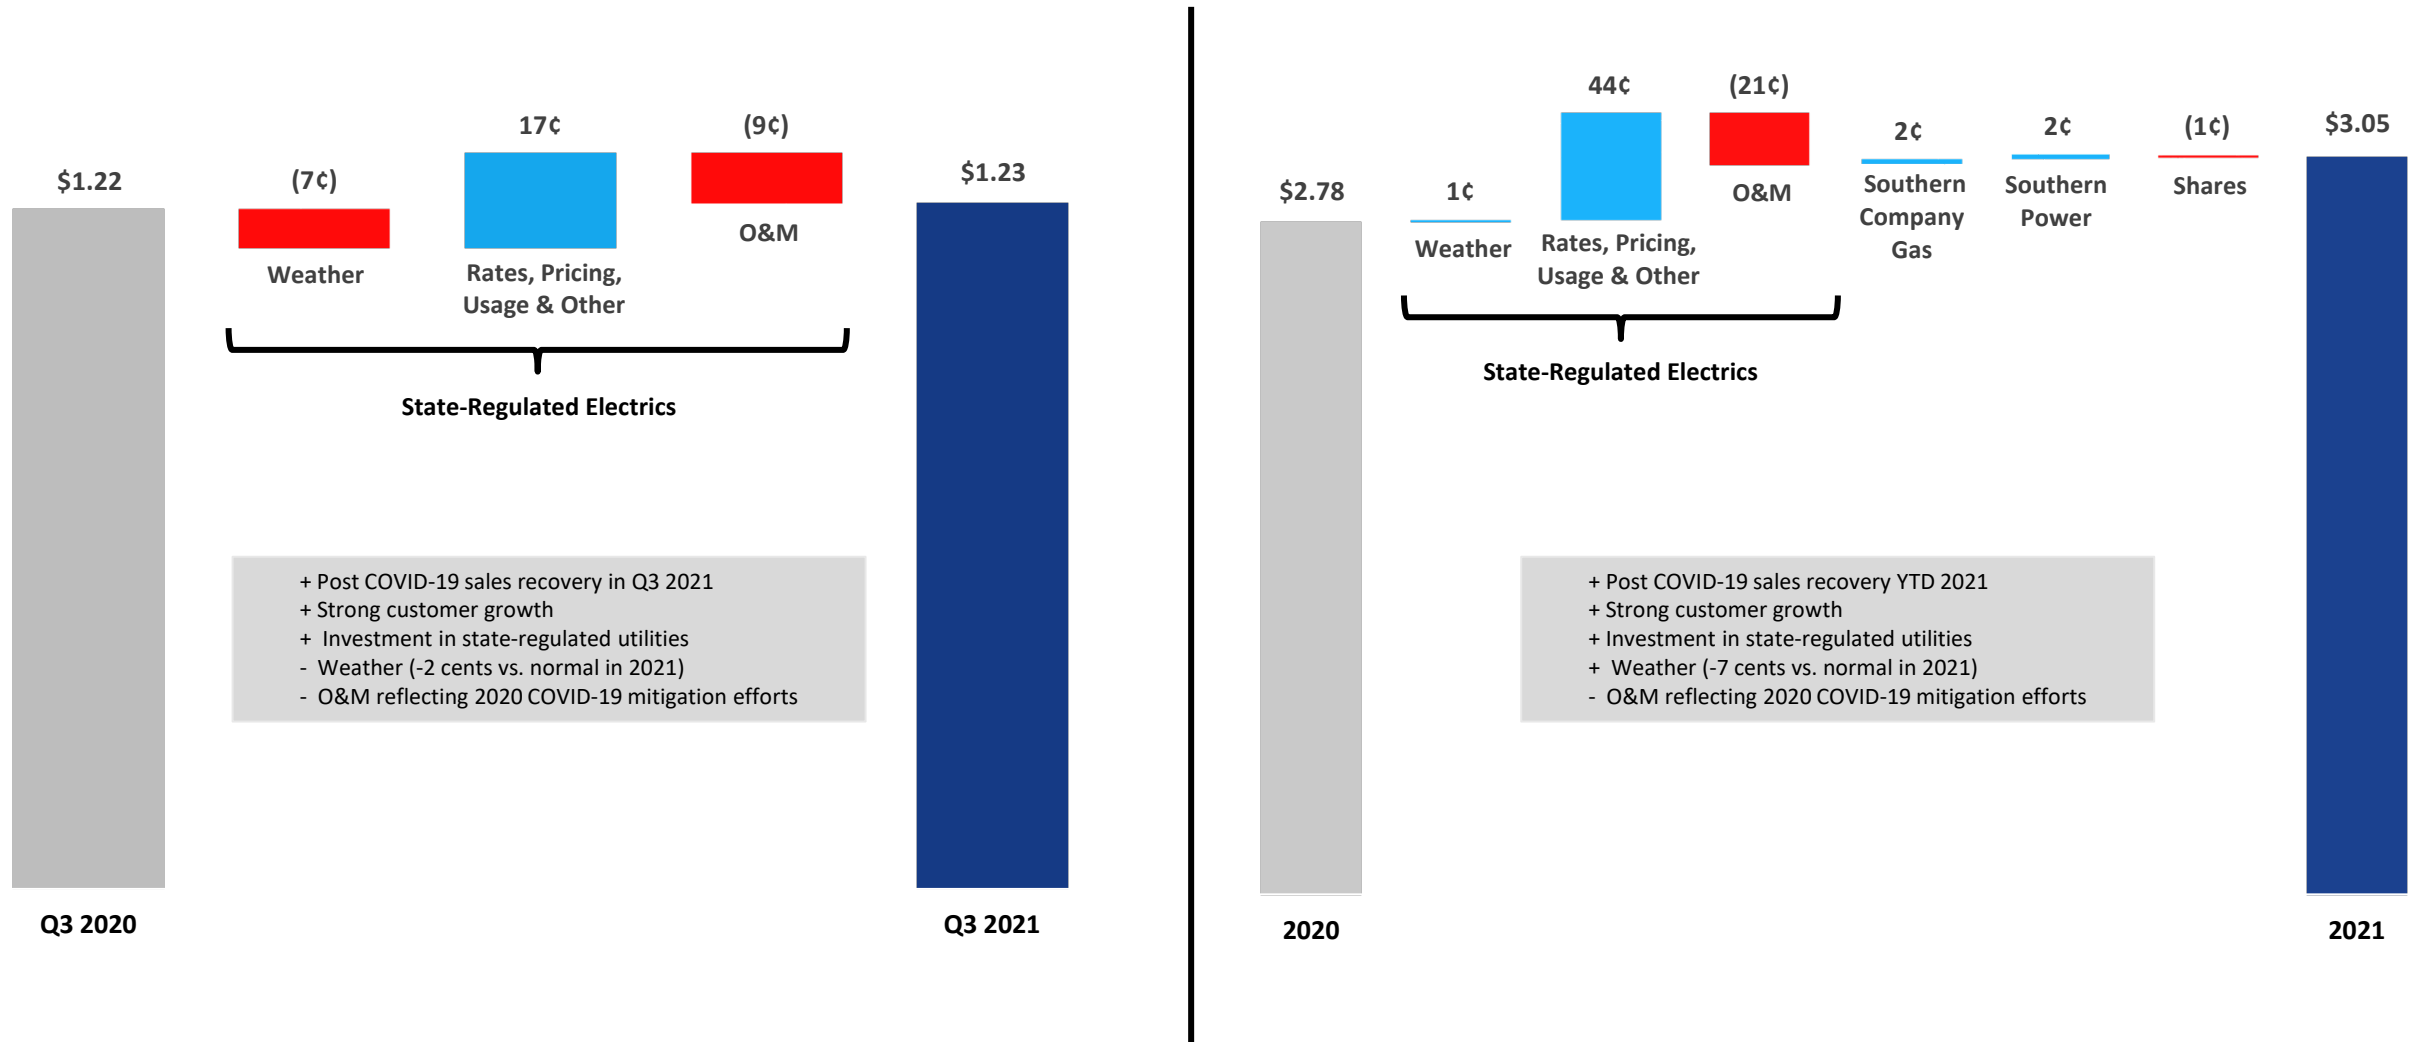 $1.22
(7¢)
Weather
17¢
Rates, Pricing,
Usage & Other
(9¢)
O&M
$1.23
State-Regulated Electrics
+ Post COVID-19 sales recovery in Q3 2021
+ Strong customer growth
+ Investment in state-regulated utilities
- Weather (-2 cents vs. normal in 2021)
- O&M reflecting 2020 COVID-19 mitigation efforts
Q3 2020
Q3 2021
$2.78
1¢
Weather
44¢
Rates, Pricing,
Usage & Other
(21¢)
O&M
2¢
Southern
Company
Gas
2¢
Southern
Power
(1¢)
Shares
$3.05
State-Regulated Electrics
+ Post COVID-19 sales recovery YTD 2021
+ Strong customer growth
+ Investment in state-regulated utilities
+ Weather (-7 cents vs. normal in 2021)
- O&M reflecting 2020 COVID-19 mitigation efforts
2020
2021